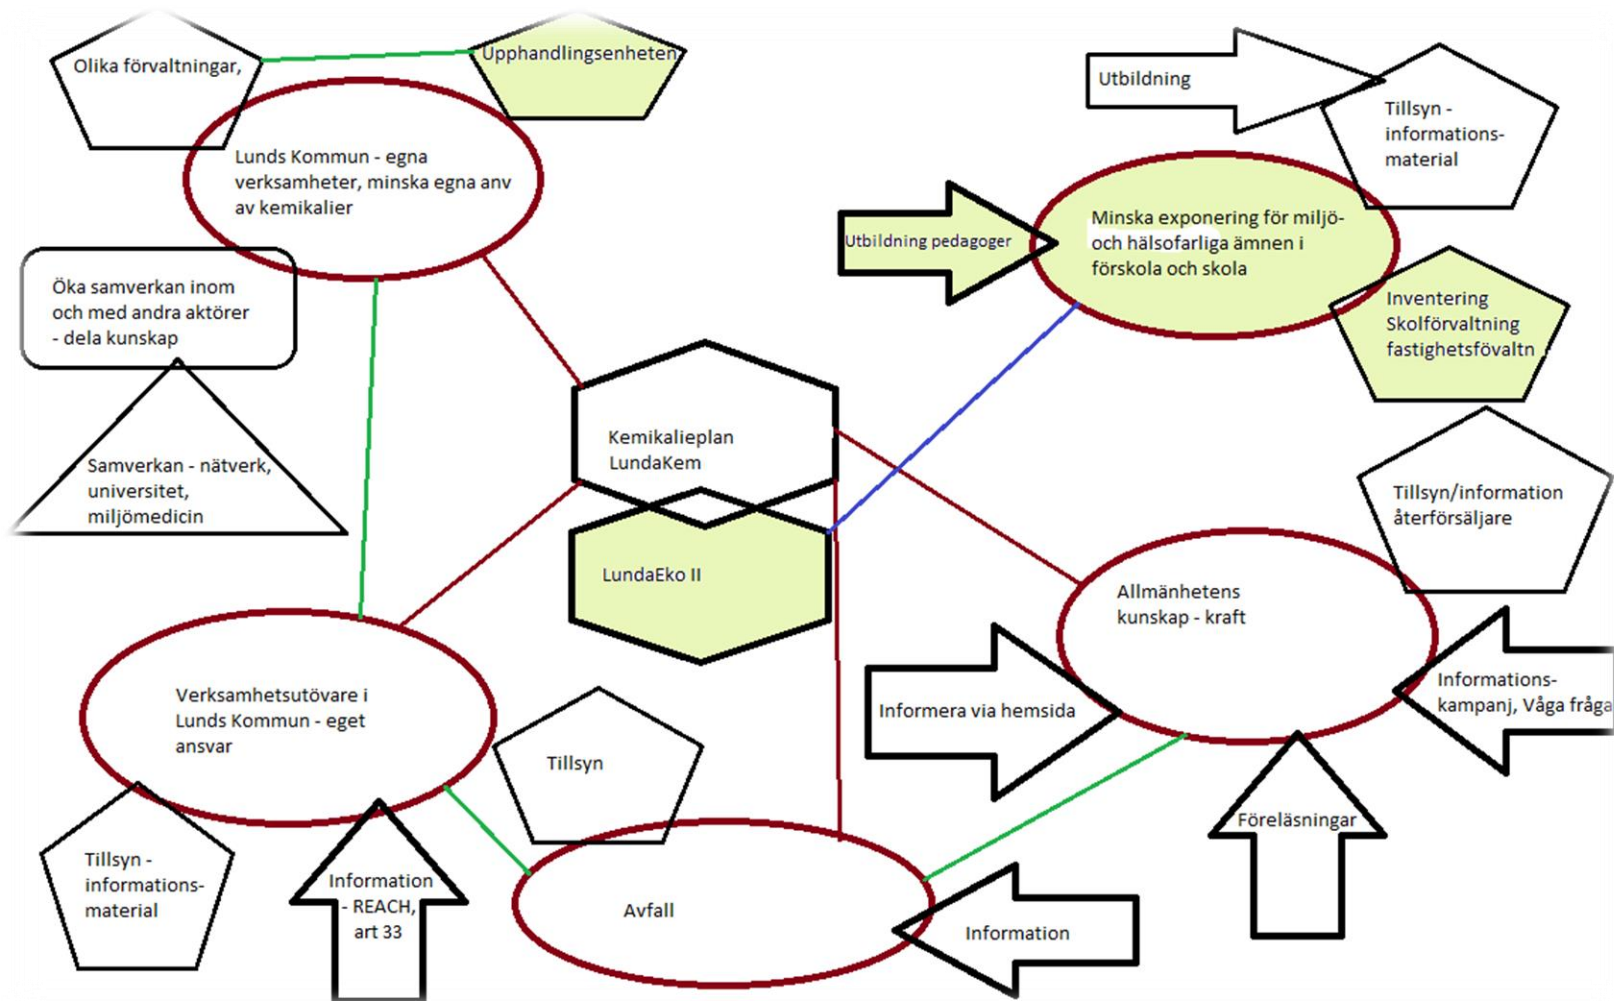 Olika förvaltningar,
Upphandlingsenheten
Lunds Kommun - egna
verksamheter, minska egna anv
av kemikalier
Öka samverkan inom
och med andra aktörer
- dela kunskap
Samverkan - nätverk,
universitet,
miljömedicin
Utbildning
Tillsyn -
informations-
material
Utbildning pedagoger
Minska exponering för miljö-
och hälsofarliga ämnen i
förskola och skola
Inventering
Skolförvaltning
fastighetsfövaltn
Kemikalieplan
LundaKem
LundaEko II
Tillsyn/information
återförsäljare
Allmänhetens
kunskap - kraft
Informera via hemsida
Informations-
kampanj, Våga fråga
Föreläsningar
Verksamhetsutövare i
Lunds Kommun - eget
ansvar
Tillsyn
Tillsyn -
informations-
material
Information
- REACH,
art 33
Avfall
Information